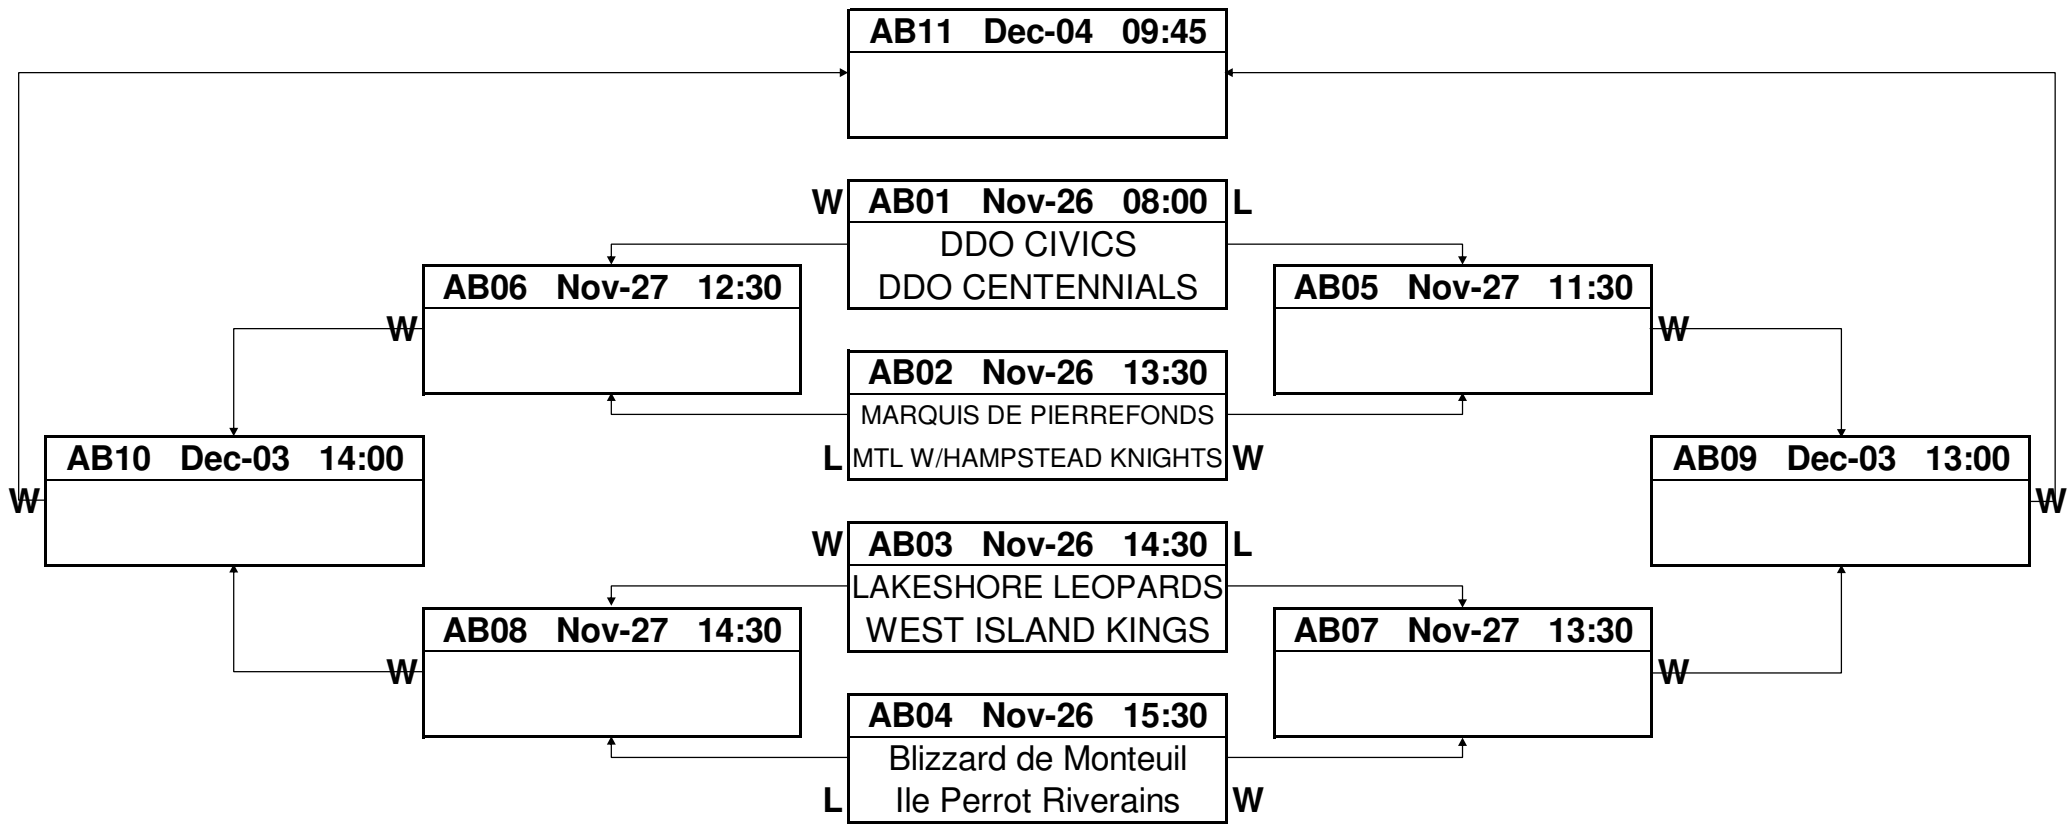 AB11 Dec-04 09:45
W AB01 Nov-26 08:00 L
DDO CIVICS
DDO CENTENNIALS
AB06 Nov-27 12:30
W
AB05 Nov-27 11:30
W
AB02 Nov-26 13:30
MARQUIS DE PIERREFONDS
L MTL W/HAMPSTEAD KNIGHTS W
AB10 Dec-03 14:00
W
AB09 Dec-03 13:00
W
W AB03 Nov-26 14:30 L
LAKESHORE LEOPARDS
WEST ISLAND KINGS
AB08 Nov-27 14:30
W
AB07 Nov-27 13:30
W
AB04 Nov-26 15:30
Blizzard de Monteuil
L Ile Perrot Riverains W